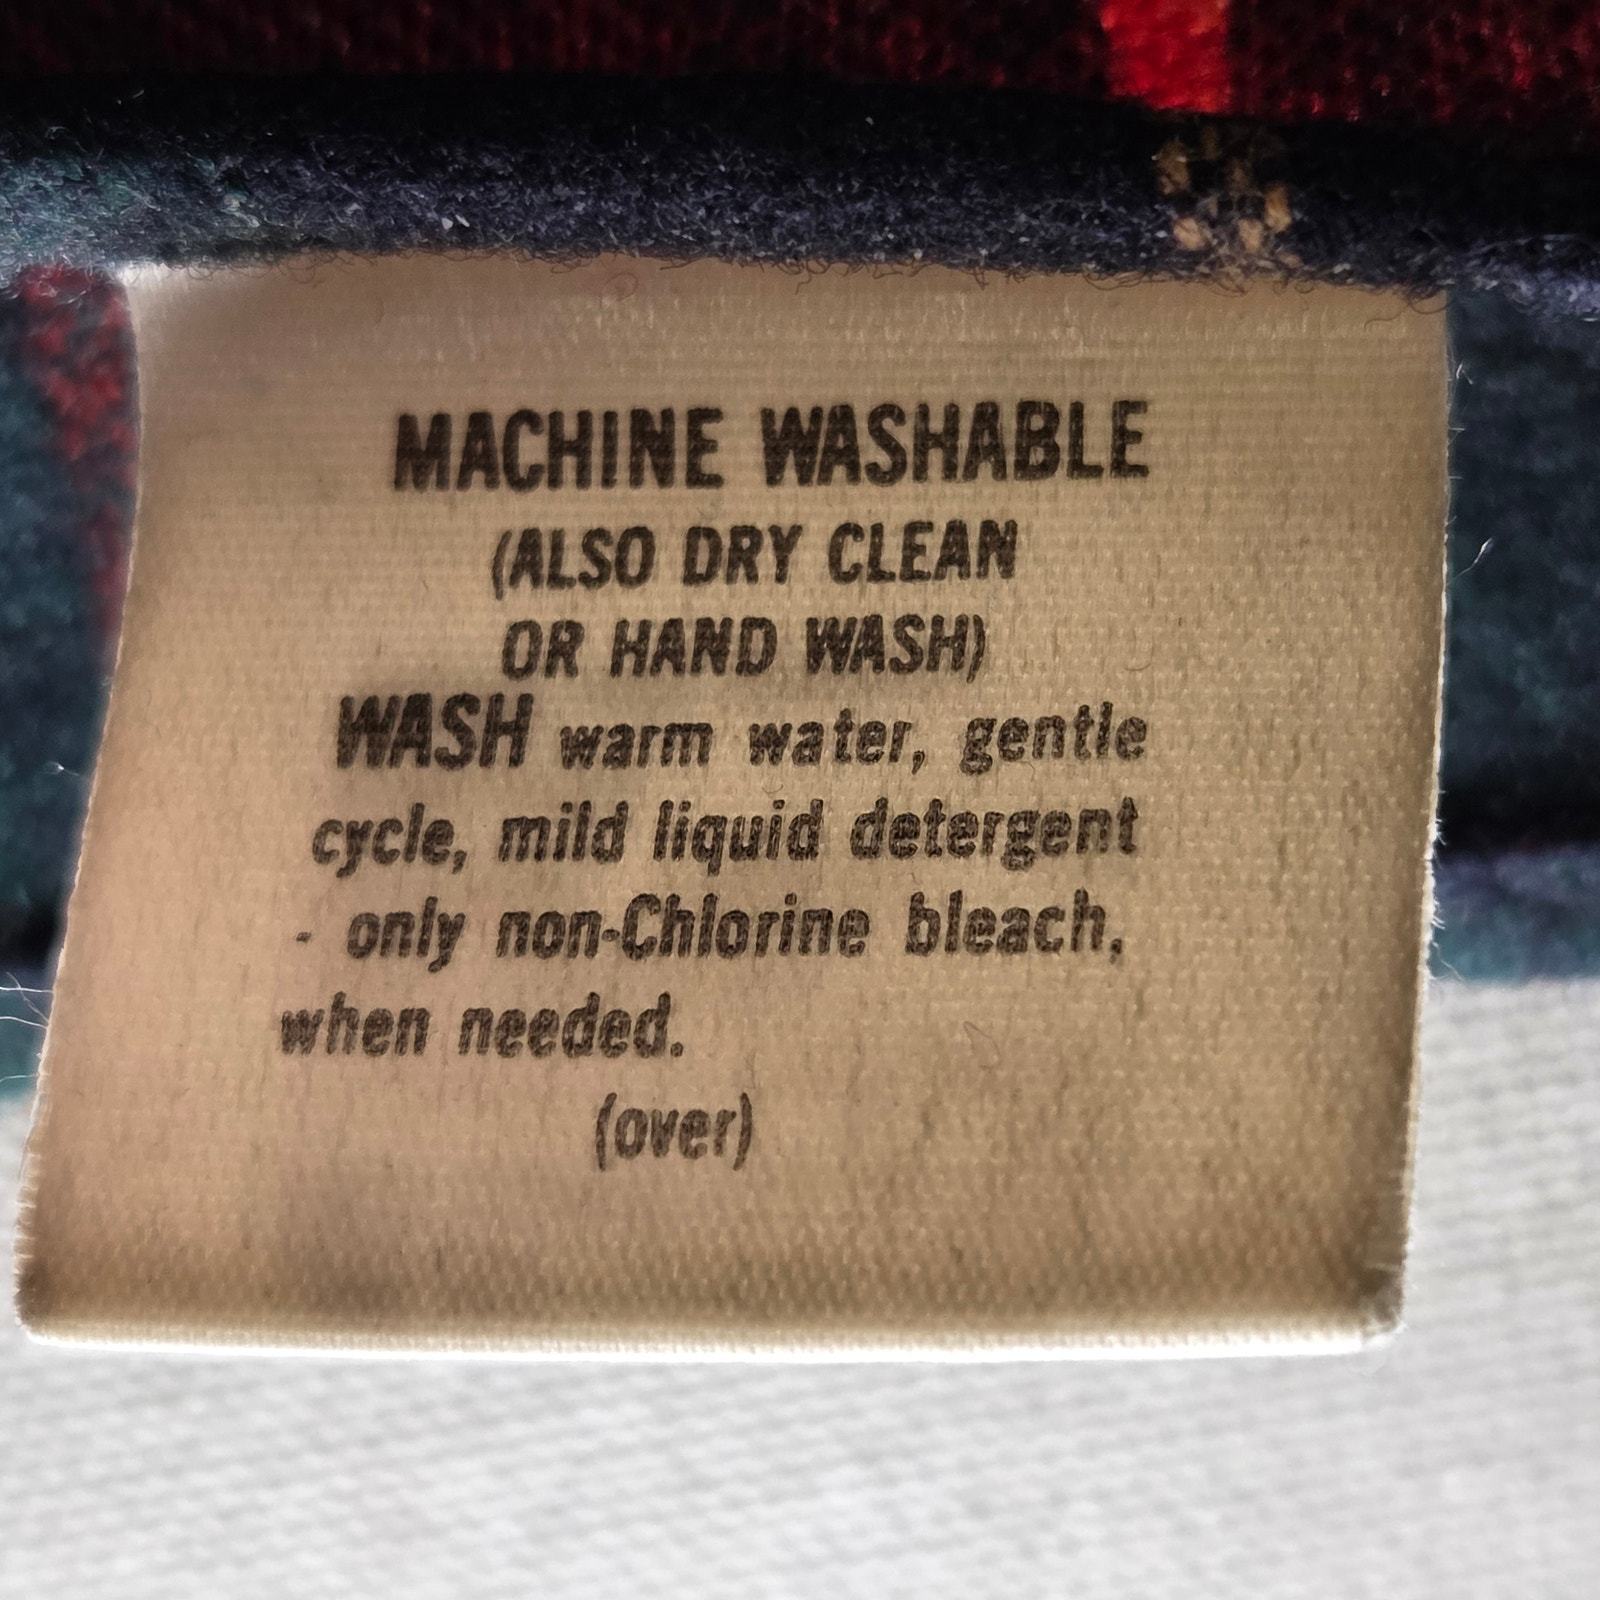 MACHINE WASHABLE
(ALSO DRY CLEAN
OR HAND WASH)
WASH warm water, gentle
cycle, mild liquid detergent
- only non-Chlorine bleach,
when needed.
(over)